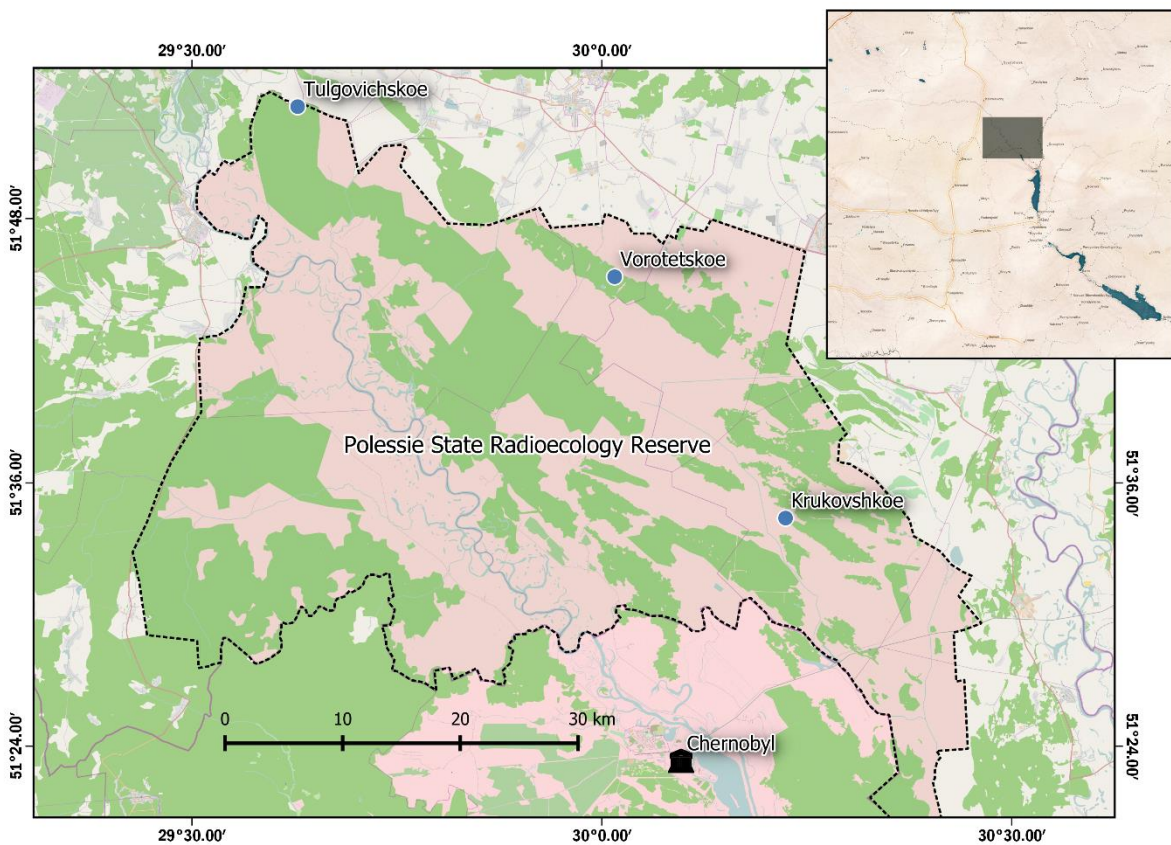 29°30.00′
30°0.00′
Tulgovichskoe
51°48.00′
Vorotetskoe
Polessie State Radioecology Reserve
51°36.00′
51°36.00′
Krukovshkoe
0
10
20
30 km
Chernobyl
51°24.00′
51°24.00′
29°30.00′
30°0.00′
30°30.00′